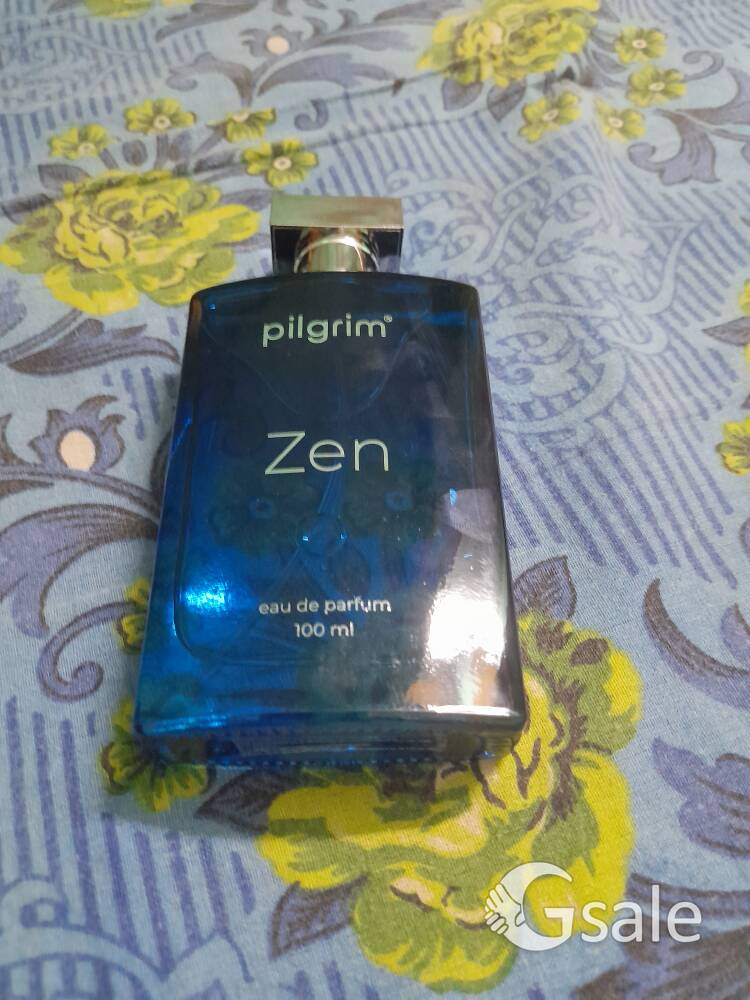 pilgrim®
Zen
eau de parfum
100 ml
Gsale